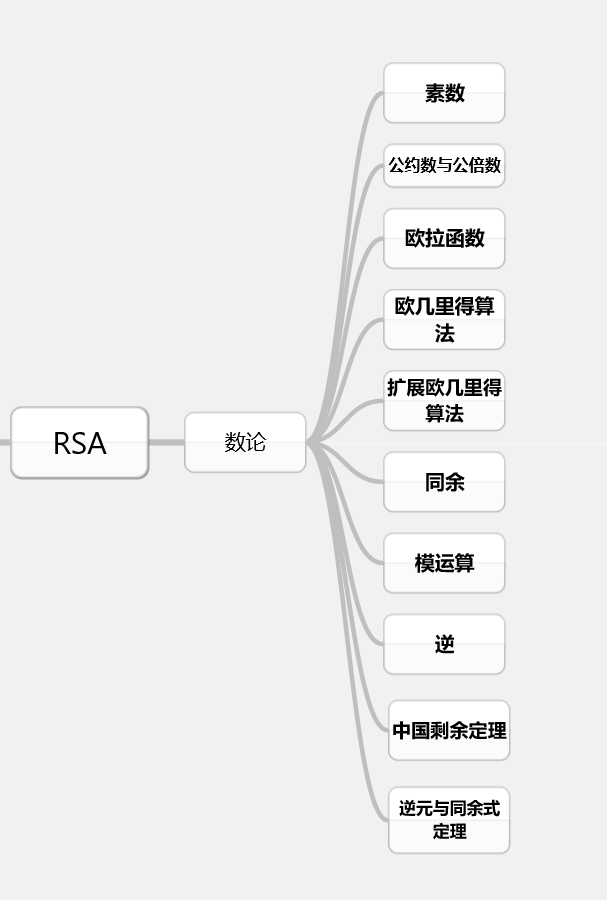 素数
公约数与公倍数
欧拉函数
欧几里得算
法
扩展欧几里得
算法
RSA
数论
同余
模运算
逆
中国剩余定理
逆元与同余式
定理